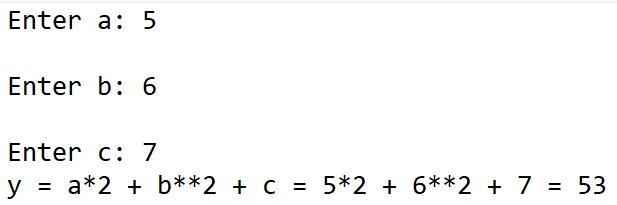 Enter a: 5
Enter b: 6
Enter c: 7
y = a*2 + b**2 + c = 5*2 + 6**2 + 7 = 53